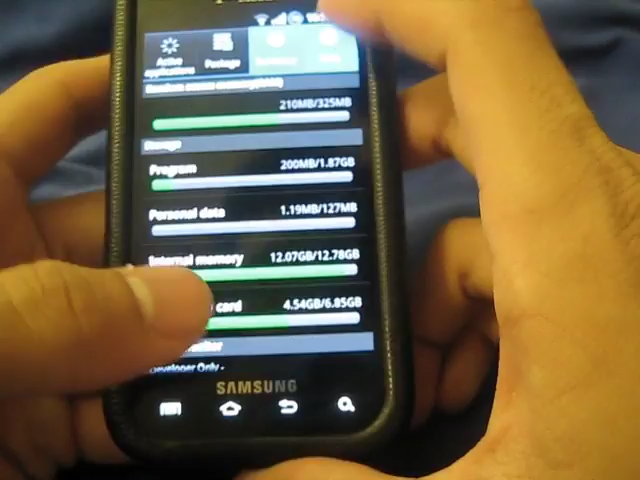 Active
applications
Package
210MB/325MB
Storage
Program 200MB/1.87GB
Personal data 1.19MB/127MB
Internal memory 12.07GB/12.78GB
card 4.54GB/6.85GB
Developer Only -
SAMSUNG